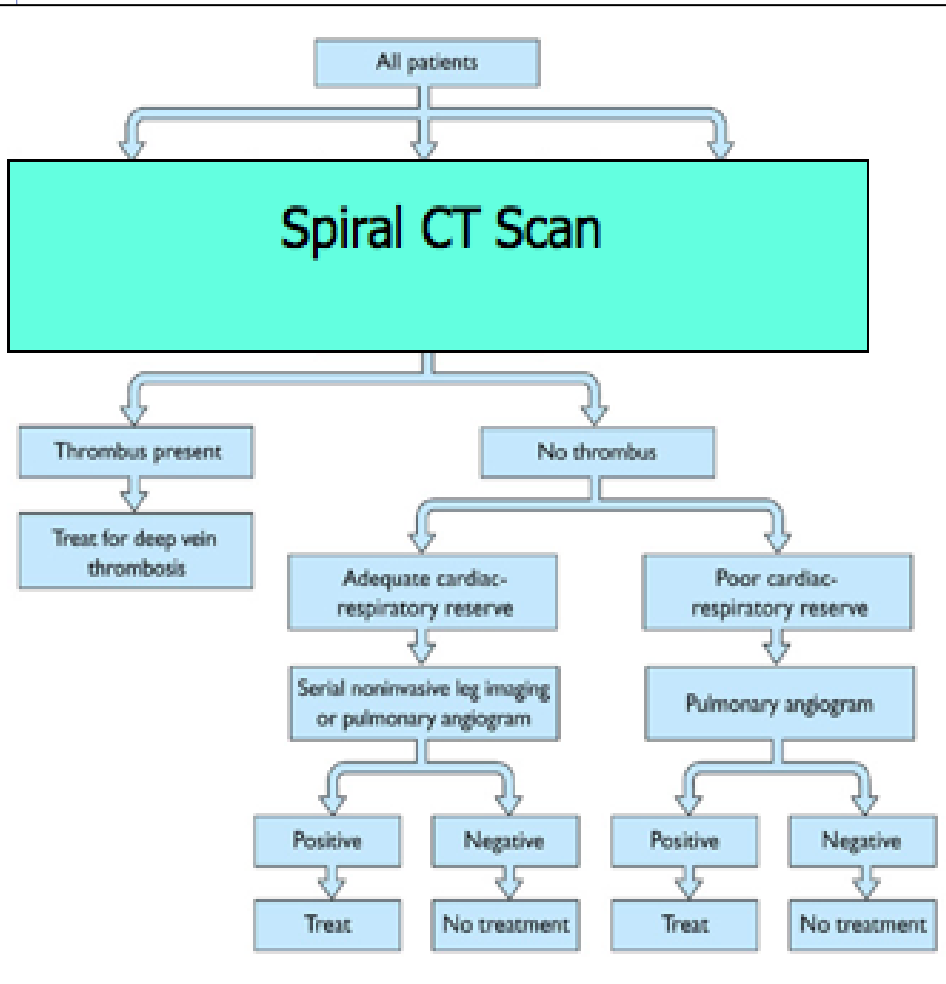 All patients
Spiral CT Scan
Thrombus present
No thrombus
Treat for deep vein
thrombosis
Adequate cardiac-
respiratory reserve
Poor cardiac-
respiratory reserve
Serial noninvasive leg imaging
or pulmonary angiogram
Pulmonary angiogram
Positive
Negative
Positive
Negative
Treat
No treatment
Treat
No treatment